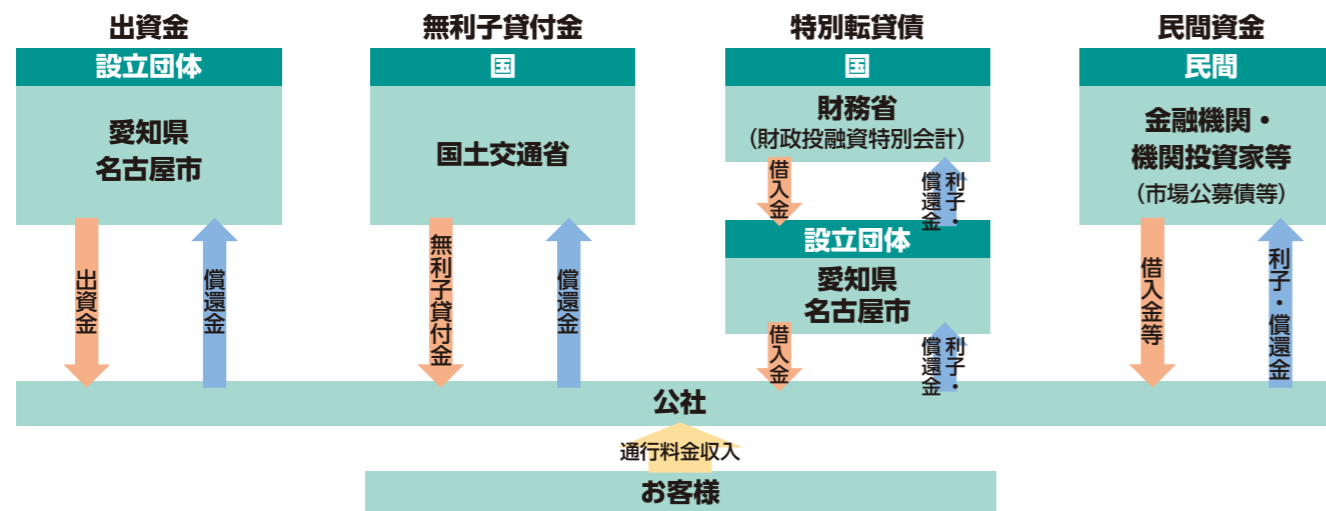 出資金
設立団体
愛知県
名古屋市
出資金
償還金
無利子貸付金
国
国土交通省
無利子貸付金
償還金
特別転貸債
国
財務省
(財政投融資特別会計)
借入金
利子・
償還金
設立団体
愛知県
名古屋市
借入金
利子・
償還金
民間資金
民間
金融機関・
機関投資家等
(市場公募債等)
借入金等
利子・償還金
公社
通行料金収入
お客様